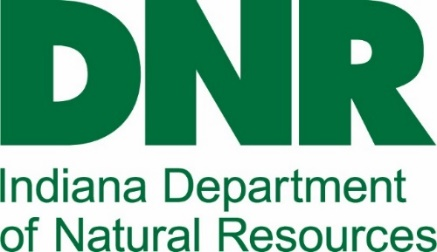 DNR
Indiana Department
of Natural Resources